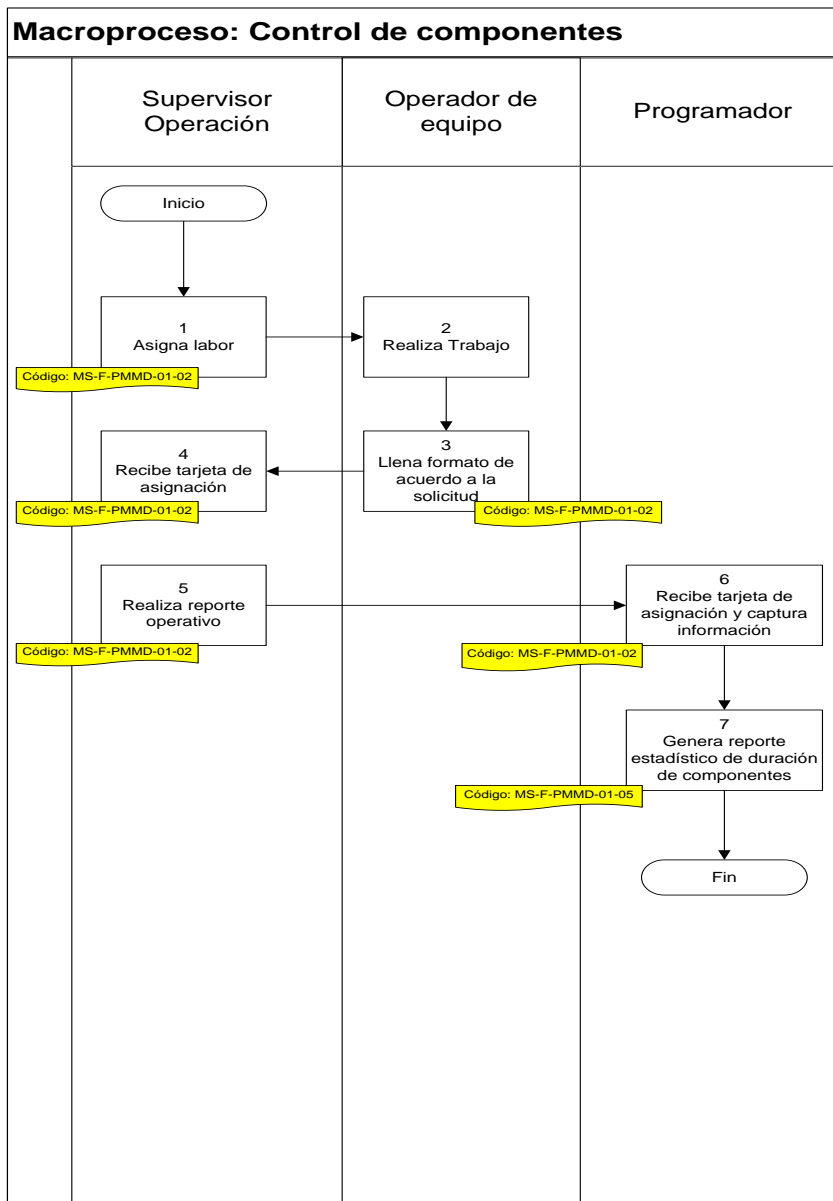 Macroproceso: Control de componentes
Supervisor
Operación
Operador de
equipo
Programador
Inicio
1
Asigna labor
Código: MS-F-PMMD-01-02
2
Realiza Trabajo
3
Llena formato de
acuerdo a la
solicitud
Código: MS-F-PMMD-01-02
4
Recibe tarjeta de
asignación
Código: MS-F-PMMD-01-02
5
Realiza reporte
operativo
Código: MS-F-PMMD-01-02
6
Recibe tarjeta de
asignación y captura
información
Código: MS-F-PMMD-01-02
7
Genera reporte
estadístico de duración
de componentes
Código: MS-F-PMMD-01-05
Fin